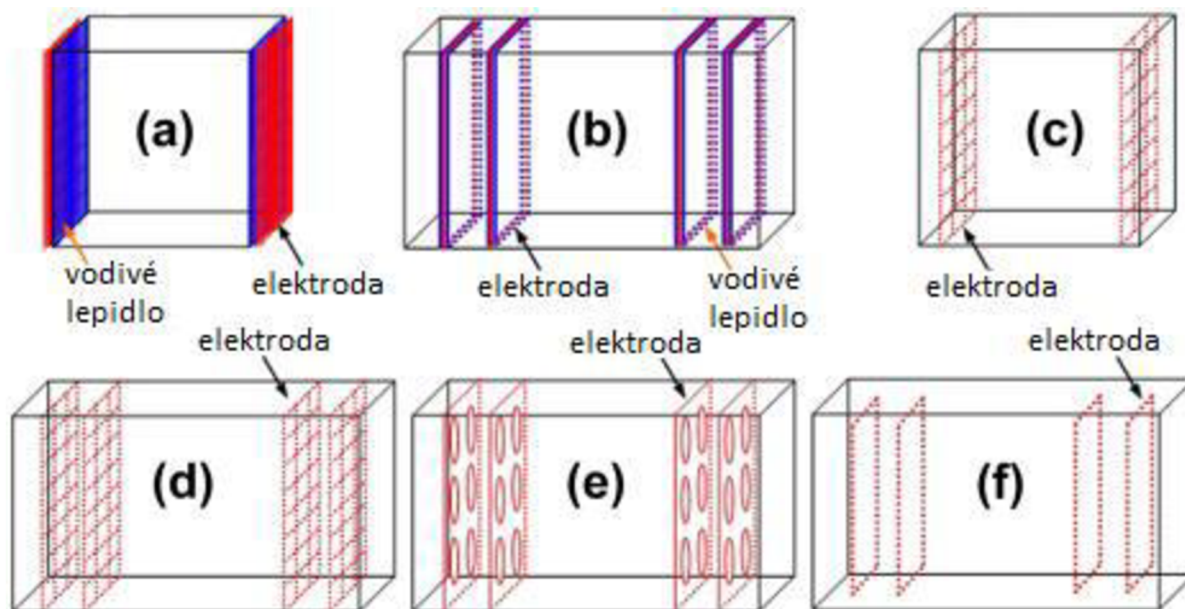 (a)
(b)
(c)
vodivé
lepidlo
elektroda
elektroda
vodivé
lepidlo
elektroda
elektroda
elektroda
elektroda
(d)
(e)
(f)